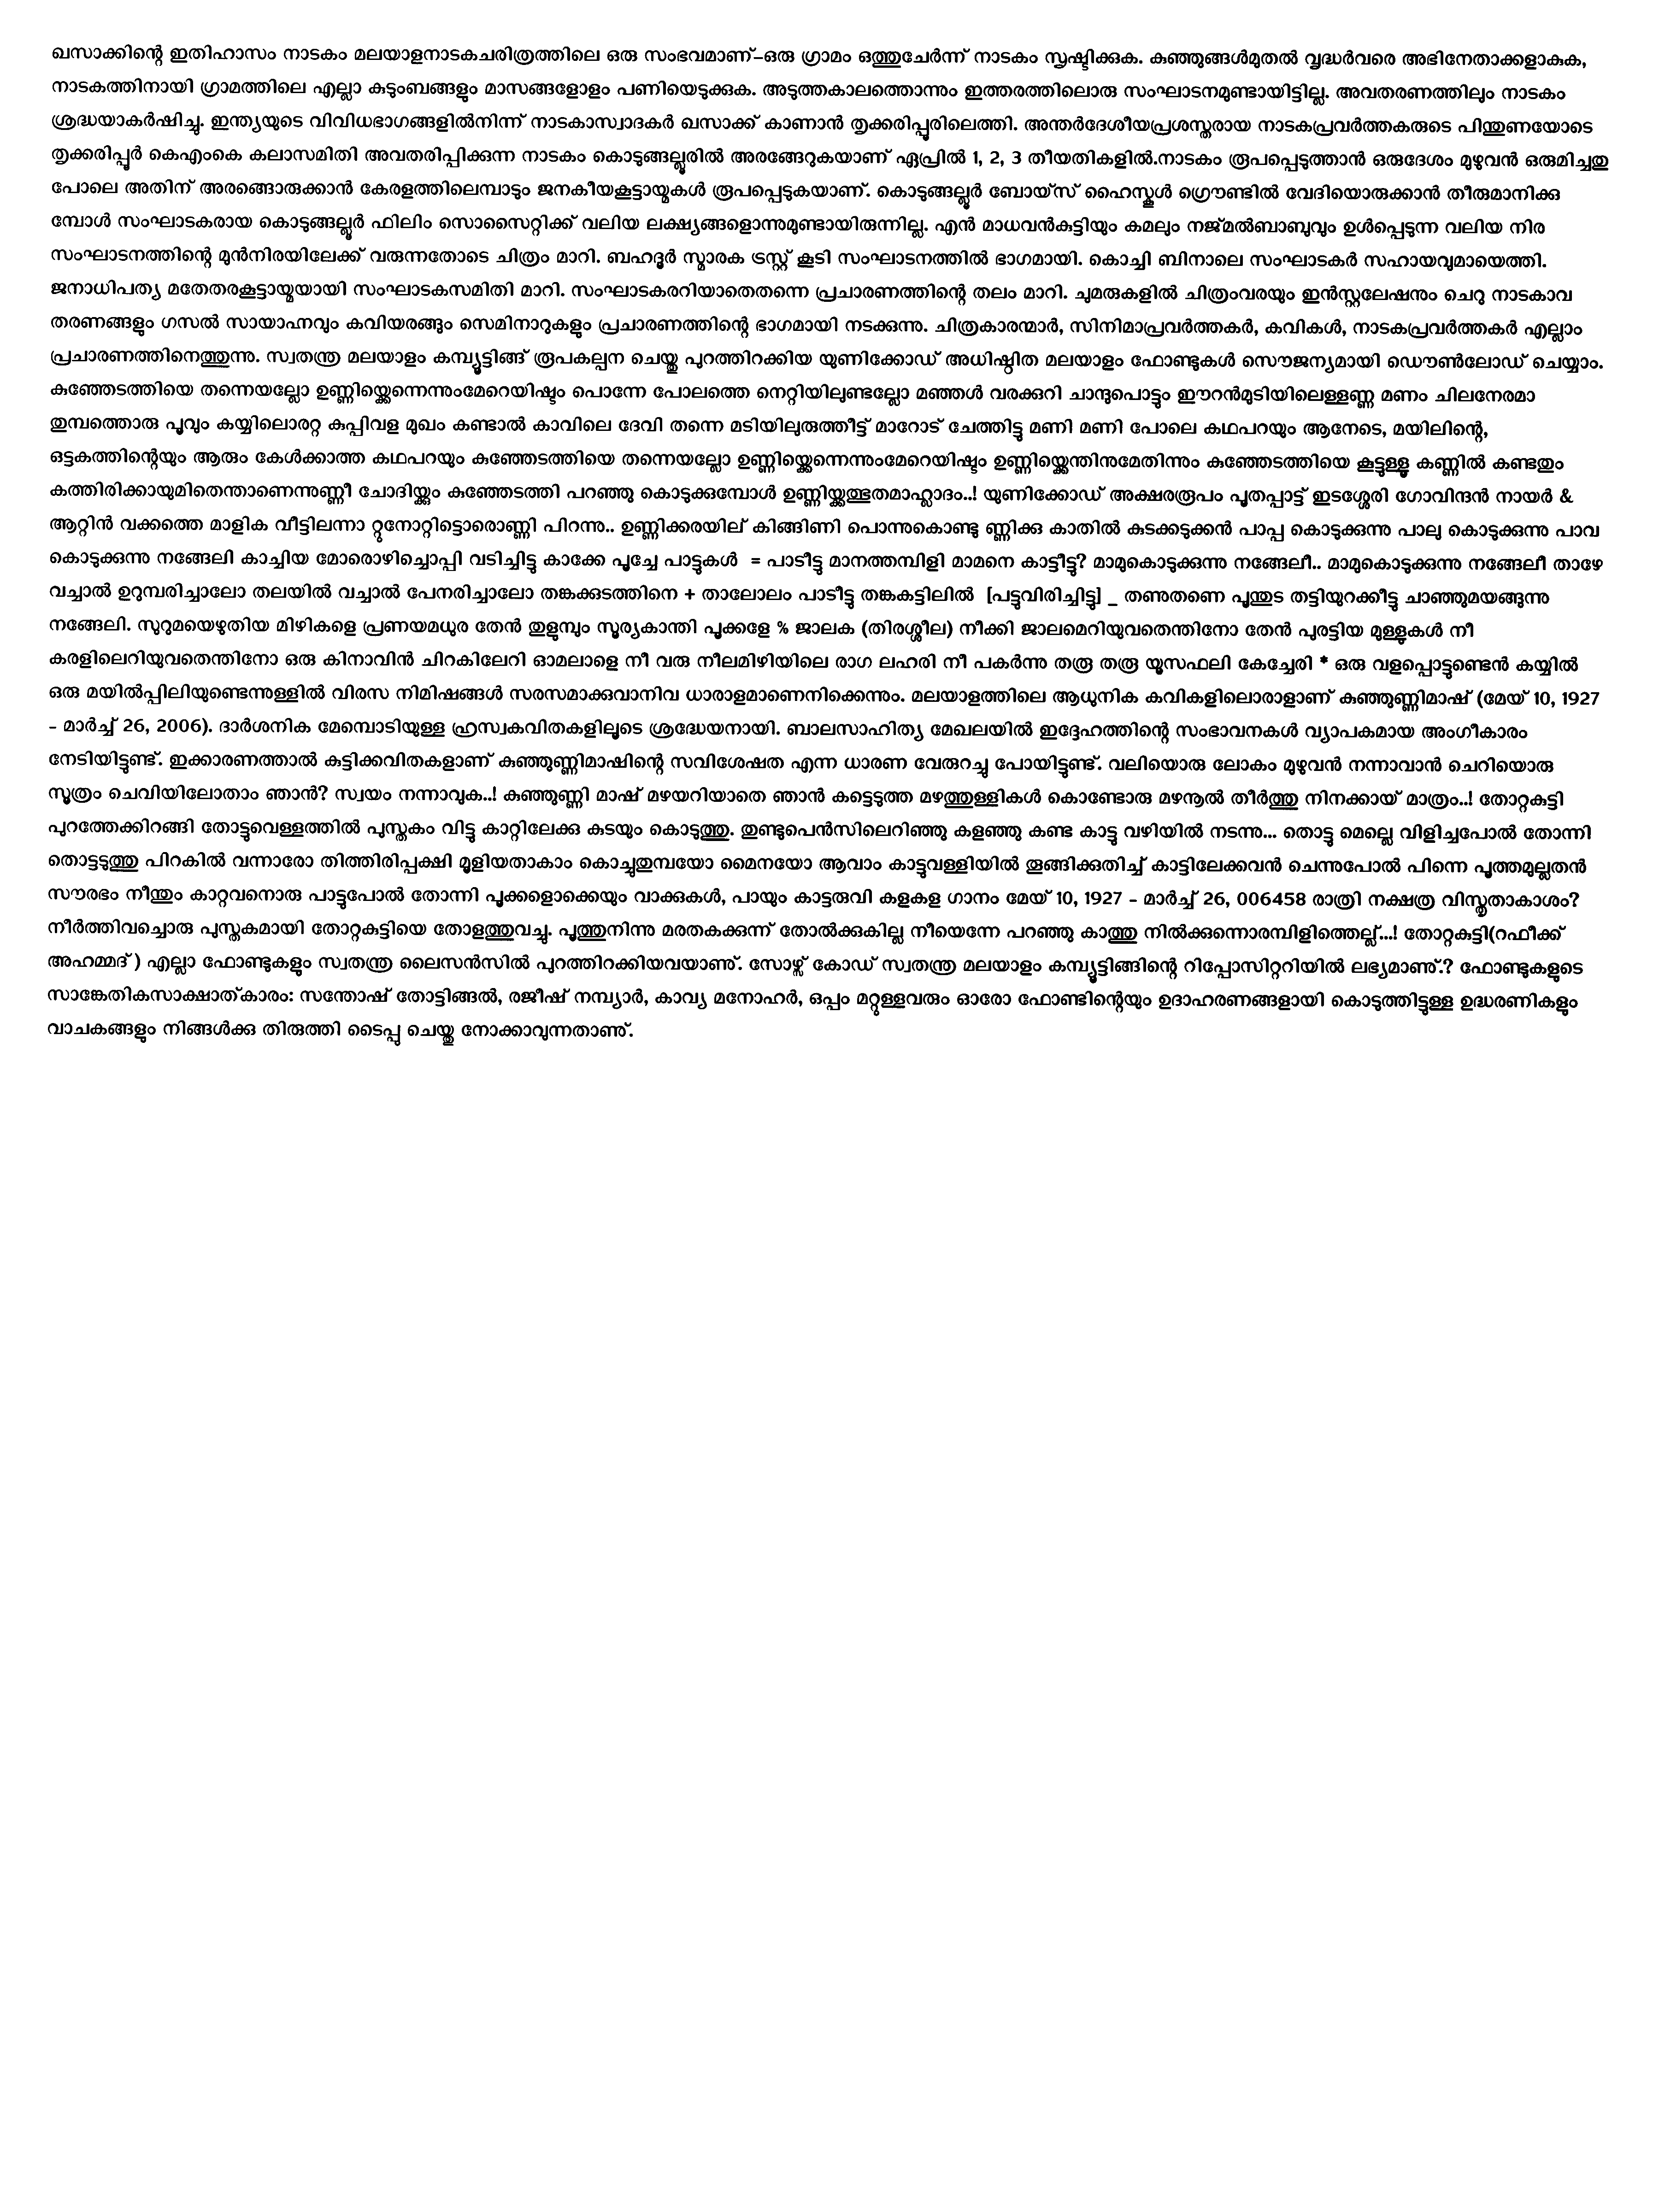 ഖസാക്കിന്റെ ഇതിഹാസം നാടകം മലയാളനാടകചരിത്രത്തിലെ ഒരു സംഭവമാണ്–ഒരു ഗ്രാമം ഒത്തുചേർന്ന് നാടകം സൃഷ്ടിക്കുക. കുഞ്ഞുങ്ങൾമുതൽ വൃദ്ധർവരെ അഭിനേതാക്കളാകുക,
നാടകത്തിനായി ഗ്രാമത്തിലെ എല്ലാ കുടുംബങ്ങളും മാസങ്ങളോളം പണിയെടുക്കുക. അടുത്തകാലത്തൊന്നും ഇത്തരത്തിലൊരു സംഘാടനമുണ്ടായിട്ടില്ല. അവതരണത്തിലും നാടകം
ശ്രദ്ധയാകർഷിച്ചു. ഇന്ത്യയുടെ വിവിധഭാഗങ്ങളിൽനിന്ന് നാടകാസ്വാദകർ ഖസാക്ക് കാണാൻ തൃക്കരിപ്പൂരിലെത്തി. അന്തർദേശീയപ്രശസ്തരായ നാടകപ്രവർത്തകരുടെ പിന്തുണയോടെ
തൃക്കരിപ്പൂർ കെഎംകെ കലാസമിതി അവതരിപ്പിക്കുന്ന നാടകം കൊടുങ്ങല്ലൂരിൽ അരങ്ങേറുകയാണ് ഏപ്രിൽ 1, 2, 3 തീയതികളിൽ.നാടകം രൂപപ്പെടുത്താൻ ഒരുദേശം മുഴുവൻ ഒരുമിച്ചതു
പോലെ അതിന് അരങ്ങൊരുക്കാൻ കേരളത്തിലെമ്പാടും ജനകീയകൂട്ടായ്മകൾ രൂപപ്പെടുകയാണ്. കൊടുങ്ങല്ലൂർ ബോയ്സ് ഹൈസ്കൂൾ ഗ്രൌണ്ടിൽ വേദിയൊരുക്കാൻ തീരുമാനിക്കു
മ്പോൾ സംഘാടകരായ കൊടുങ്ങല്ലൂർ ഫിലിം സൊസൈറ്റിക്ക് വലിയ ലക്ഷ്യങ്ങളൊന്നുമുണ്ടായിരുന്നില്ല. എൻ മാധവൻകുട്ടിയും കമലും നജ്മൽബാബുവും ഉൾപ്പെടുന്ന വലിയ നിര
സംഘാടനത്തിന്റെ മുൻനിരയിലേക്ക് വരുന്നതോടെ ചിത്രം മാറി. ബഹദൂർ സ്മാരക ട്രസ്റ്റ് കൂടി സംഘാടനത്തിൽ ഭാഗമായി. കൊച്ചി ബിനാലെ സംഘാടകർ സഹായവുമായെത്തി.
ജനാധിപത്യ മതേതരകൂട്ടായ്മയായി സംഘാടകസമിതി മാറി. സംഘാടകരറിയാതെതന്നെ പ്രചാരണത്തിന്റെ തലം മാറി. ചുമരുകളിൽ ചിത്രംവരയും ഇൻസ്റ്റലേഷനും ചെറു നാടകാവ
തരണങ്ങളും ഗസൽ സായാഹ്നവും കവിയരങ്ങും സെമിനാറുകളും പ്രചാരണത്തിന്റെ ഭാഗമായി നടക്കുന്നു. ചിത്രകാരന്മാർ, സിനിമാപ്രവർത്തകർ, കവികൾ, നാടകപ്രവർത്തകർ എല്ലാം
പ്രചാരണത്തിനെത്തുന്നു. സ്വതന്ത്ര മലയാളം കമ്പ്യൂട്ടിങ്ങ് രൂപകല്പന ചെയ്തു പുറത്തിറക്കിയ യുണിക്കോഡ് അധിഷ്ഠിത മലയാളം ഫോണ്ടുകൾ സൌജന്യമായി ഡൌൺലോഡ് ചെയ്യാം.
കുഞ്ഞേടത്തിയെ തന്നെയല്ലോ ഉണ്ണിയ്ക്കെന്നെന്നുംമേറെയിഷ്ടം പൊന്നേ പോലത്തെ നെറ്റിയിലുണ്ടല്ലോ മഞ്ഞൾ വരക്കുറി ചാന്ദുപൊട്ടും ഈറൻമുടിയിലെള്ളെണ്ണ മണം ചിലനേരമാ
തുമ്പത്തൊരു പൂവും കയ്യിലൊരറ്റ കുപ്പിവള മുഖം കണ്ടാൽ കാവിലെ ദേവി തന്നെ മടിയിലുരുത്തീട്ട് മാറോട് ചേത്തിട്ടു മണി മണി പോലെ കഥപറയും ആനേടെ, മയിലിന്റെ,
ഒട്ടകത്തിന്റെയും ആരും കേൾക്കാത്ത കഥപറയും കുഞ്ഞേടത്തിയെ തന്നെയല്ലോ ഉണ്ണിയ്ക്കെന്നെന്നുംമേറെയിഷ്ടം ഉണ്ണിയ്ക്കെന്തിനുമേതിന്നും കുഞ്ഞേടത്തിയെ കൂട്ടുള്ളൂ കണ്ണിൽ കണ്ടതും
കത്തിരിക്കായുമിതെന്താണെന്നുണ്ണീ ചോദിയ്ക്കും കുഞ്ഞേടത്തി പറഞ്ഞു കൊടുക്കുമ്പോൾ ഉണ്ണിയ്ക്കത്ഭുതമാഹ്ലാദം..! യുണിക്കോഡ് അക്ഷരരൂപം പൂതപ്പാട്ട് ഇടശ്ശേരി ഗോവിന്ദൻ നായർ &
ആറ്റിൻ വക്കത്തെ മാളിക വീട്ടിലന്നാ റ്റുനോറ്റിട്ടൊരൊണ്ണി പിറന്നു.. ഉണ്ണിക്കരയില് കിങ്ങിണി പൊന്നുകൊണ്ടു ണ്ണിക്കു കാതിൽ കുടക്കടുക്കൻ പാപ്പ കൊടുക്കുന്നു പാലു കൊടുക്കുന്നു പാവ
കൊടുക്കുന്നു നങ്ങേലി കാച്ചിയ മോരൊഴിച്ചൊപ്പി വടിച്ചിട്ടു കാക്കേ പൂച്ചേ പാട്ടുകൾ = പാടീട്ടു മാനത്തമ്പിളി മാമനെ കാട്ടീട്ടു? മാമുകൊടുക്കുന്നു നങ്ങേലീ.. മാമുകൊടുക്കുന്നു നങ്ങേലീ താഴേ
വച്ചാൽ ഉറുമ്പരിച്ചാലോ തലയിൽ വച്ചാൽ പേനരിച്ചാലോ തങ്കക്കുടത്തിനെ + താലോലം പാടീട്ടു തങ്കകട്ടിലിൽ [പട്ടുവിരിച്ചിട്ടു] _ തണുതണെ പൂന്തുട തട്ടിയുറക്കീട്ടു ചാഞ്ഞുമയങ്ങുന്നു
നങ്ങേലി. സുറുമയെഴുതിയ മിഴികളെ പ്രണയമധുര തേൻ തുളുമ്പും സൂര്യകാന്തി പൂക്കളേ % ജാലക (തിരശ്ശീല) നീക്കി ജാലമെറിയുവതെന്തിനോ തേൻ പുരട്ടിയ മുള്ളുകൾ നീ
കരളിലെറിയുവതെന്തിനോ ഒരു കിനാവിൻ ചിറകിലേറി ഓമലാളെ നീ വരു നീലമിഴിയിലെ രാഗ ലഹരി നീ പകർന്നു തരൂ തരൂ യൂസഫലി കേച്ചേരി * ഒരു വളപ്പൊട്ടുണ്ടെൻ കയ്യിൽ
ഒരു മയിൽപ്പിലിയുണ്ടെന്നുള്ളിൽ വിരസ നിമിഷങ്ങൾ സരസമാക്കുവാനിവ ധാരാളമാണെനിക്കെന്നും. മലയാളത്തിലെ ആധുനിക കവികളിലൊരാളാണ് കുഞ്ഞുണ്ണിമാഷ് (മേയ് 10, 1927
– മാർച്ച് 26, 2006). ദാർശനിക മേമ്പൊടിയുള്ള ഹ്രസ്വകവിതകളിലൂടെ ശ്രദ്ധേയനായി. ബാലസാഹിത്യ മേഖലയിൽ ഇദ്ദേഹത്തിന്റെ സംഭാവനകൾ വ്യാപകമായ അംഗീകാരം
നേടിയിട്ടുണ്ട്. ഇക്കാരണത്താൽ കുട്ടിക്കവിതകളാണ് കുഞ്ഞുണ്ണിമാഷിന്റെ സവിശേഷത എന്ന ധാരണ വേരുറച്ചു പോയിട്ടുണ്ട്. വലിയൊരു ലോകം മുഴുവൻ നന്നാവാൻ ചെറിയൊരു
സൂത്രം ചെവിയിലോതാം ഞാൻ? സ്വയം നന്നാവുക..! കുഞ്ഞുണ്ണി മാഷ് മഴയറിയാതെ ഞാൻ കട്ടെടുത്ത മഴത്തുള്ളികൾ കൊണ്ടോരു മഴനൂൽ തീർത്തു നിനക്കായ് മാത്രം..! തോറ്റകുട്ടി
പുറത്തേക്കിറങ്ങി തോട്ടുവെള്ളത്തിൽ പുസ്തകം വിട്ടു കാറ്റിലേക്കു കുടയും കൊടുത്തു. തുണ്ടുപെൻസിലെറിഞ്ഞു കളഞ്ഞു കണ്ട കാട്ടു വഴിയിൽ നടന്നു... തൊട്ടു മെല്ലെ വിളിച്ചപോൽ തോന്നി
തൊട്ടടുത്തു പിറകിൽ വന്നാരോ തിത്തിരിപ്പക്ഷി മൂളിയതാകാം കൊച്ചുതുമ്പയോ മൈനയോ ആവാം കാട്ടുവള്ളിയിൽ തൂങ്ങിക്കുതിച്ച് കാട്ടിലേക്കവൻ ചെന്നുപോൽ പിന്നെ പൂത്തമുല്ലതൻ
സൗരഭം നീന്തും കാറ്റവനൊരു പാട്ടുപോൽ തോന്നി പൂക്കളൊക്കെയും വാക്കുകൾ, പായും കാട്ടരുവി കളകള ഗാനം മേയ് 10, 1927 – മാർച്ച് 26, 006458 രാത്രി നക്ഷത്ര വിസ്തൃതാകാശം?
നീർത്തിവച്ചൊരു പുസ്തകമായി തോറ്റകുട്ടിയെ തോളത്തുവച്ചു. പൂത്തുനിന്നു മരതകക്കുന്ന് തോൽക്കുകില്ല നീയെന്നേ പറഞ്ഞു കാത്തു നിൽക്കുന്നൊരമ്പിളിത്തെല്ല്...! തോറ്റകുട്ടി(റഫീക്ക്
അഹമ്മദ് ) എല്ലാ ഫോണ്ടുകളും സ്വതന്ത്ര ലൈസൻസിൽ പുറത്തിറക്കിയവയാണു്. സോഴ്സ് കോഡ് സ്വതന്ത്ര മലയാളം കമ്പ്യൂട്ടിങ്ങിന്റെ റിപ്പോസിറ്ററിയിൽ ലഭ്യമാണു്.? ഫോണ്ടുകളുടെ
സാങ്കേതികസാക്ഷാത്കാരം: സന്തോഷ് തോട്ടിങ്ങൽ, രജീഷ് നമ്പ്യാർ, കാവ്യ മനോഹർ, ഒപ്പം മറ്റുള്ളവരും ഓരോ ഫോണ്ടിന്റെയും ഉദാഹരണങ്ങളായി കൊടുത്തിട്ടുള്ള ഉദ്ധരണികളും
വാചകങ്ങളും നിങ്ങൾക്കു തിരുത്തി ടൈപ്പു ചെയ്തു നോക്കാവുന്നതാണു്.